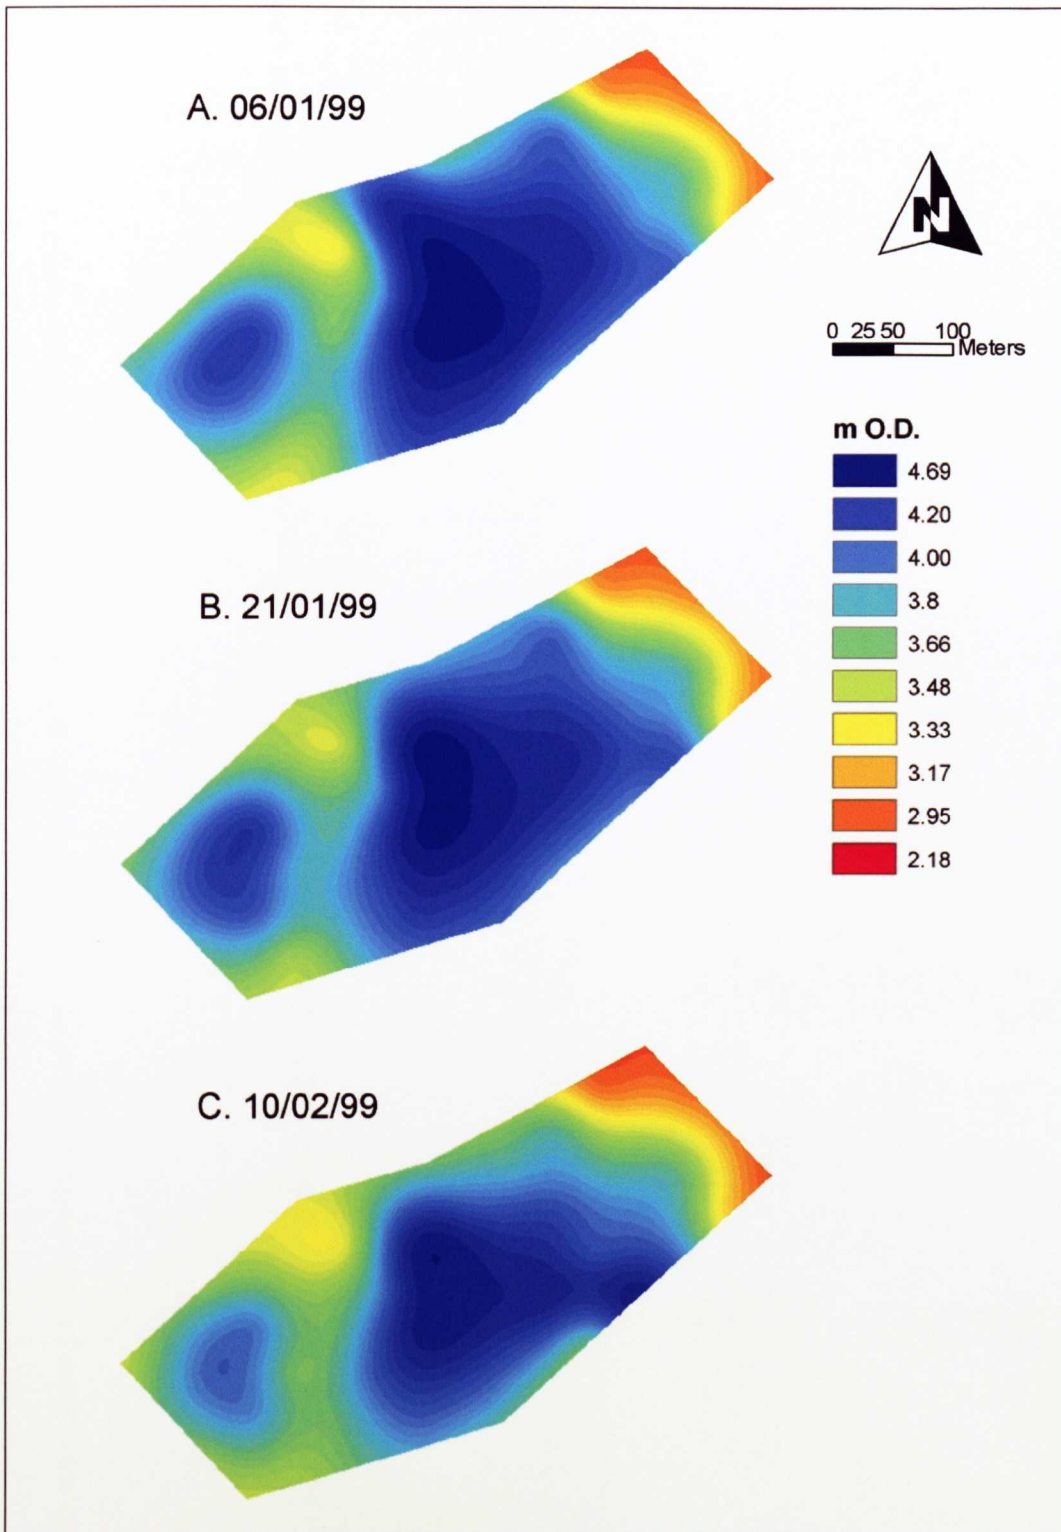 A. 06/01/99
N
0 25 50 100
Meters
m O.D.
4.69
4.20
4.00
3.8
3.66
3.48
3.33
3.17
2.95
2.18
B. 21/01/99
C. 10/02/99